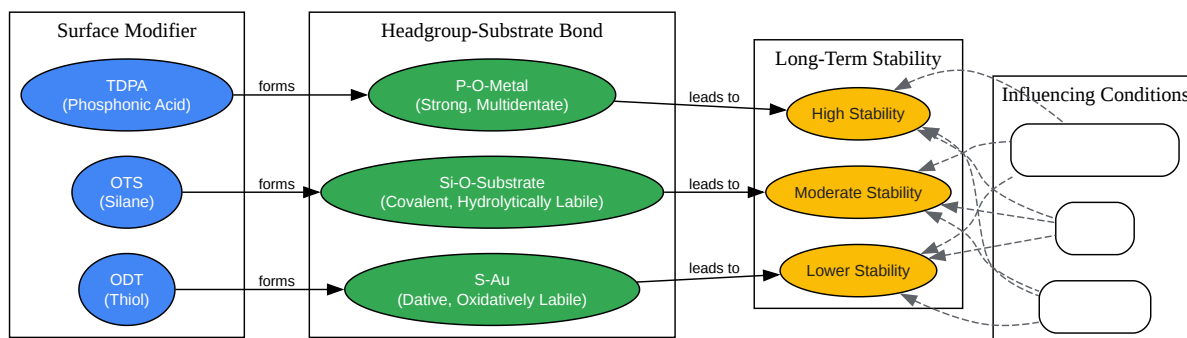 Surface Modifier
Headgroup-Substrate Bond
Long-Term Stability
Influencing Conditions
TDPA
(Phosphonic Acid)
forms
P-O-Metal
(Strong, Multidentate)
leads to
High Stability
OTS
(Silane)
forms
Si-O-Substrate
(Covalent, Hydrolytically Labile)
leads to
Moderate Stability
ODT
(Thiol)
forms
S-Au
(Dative, Oxidatively Labile)
leads to
Lower Stability